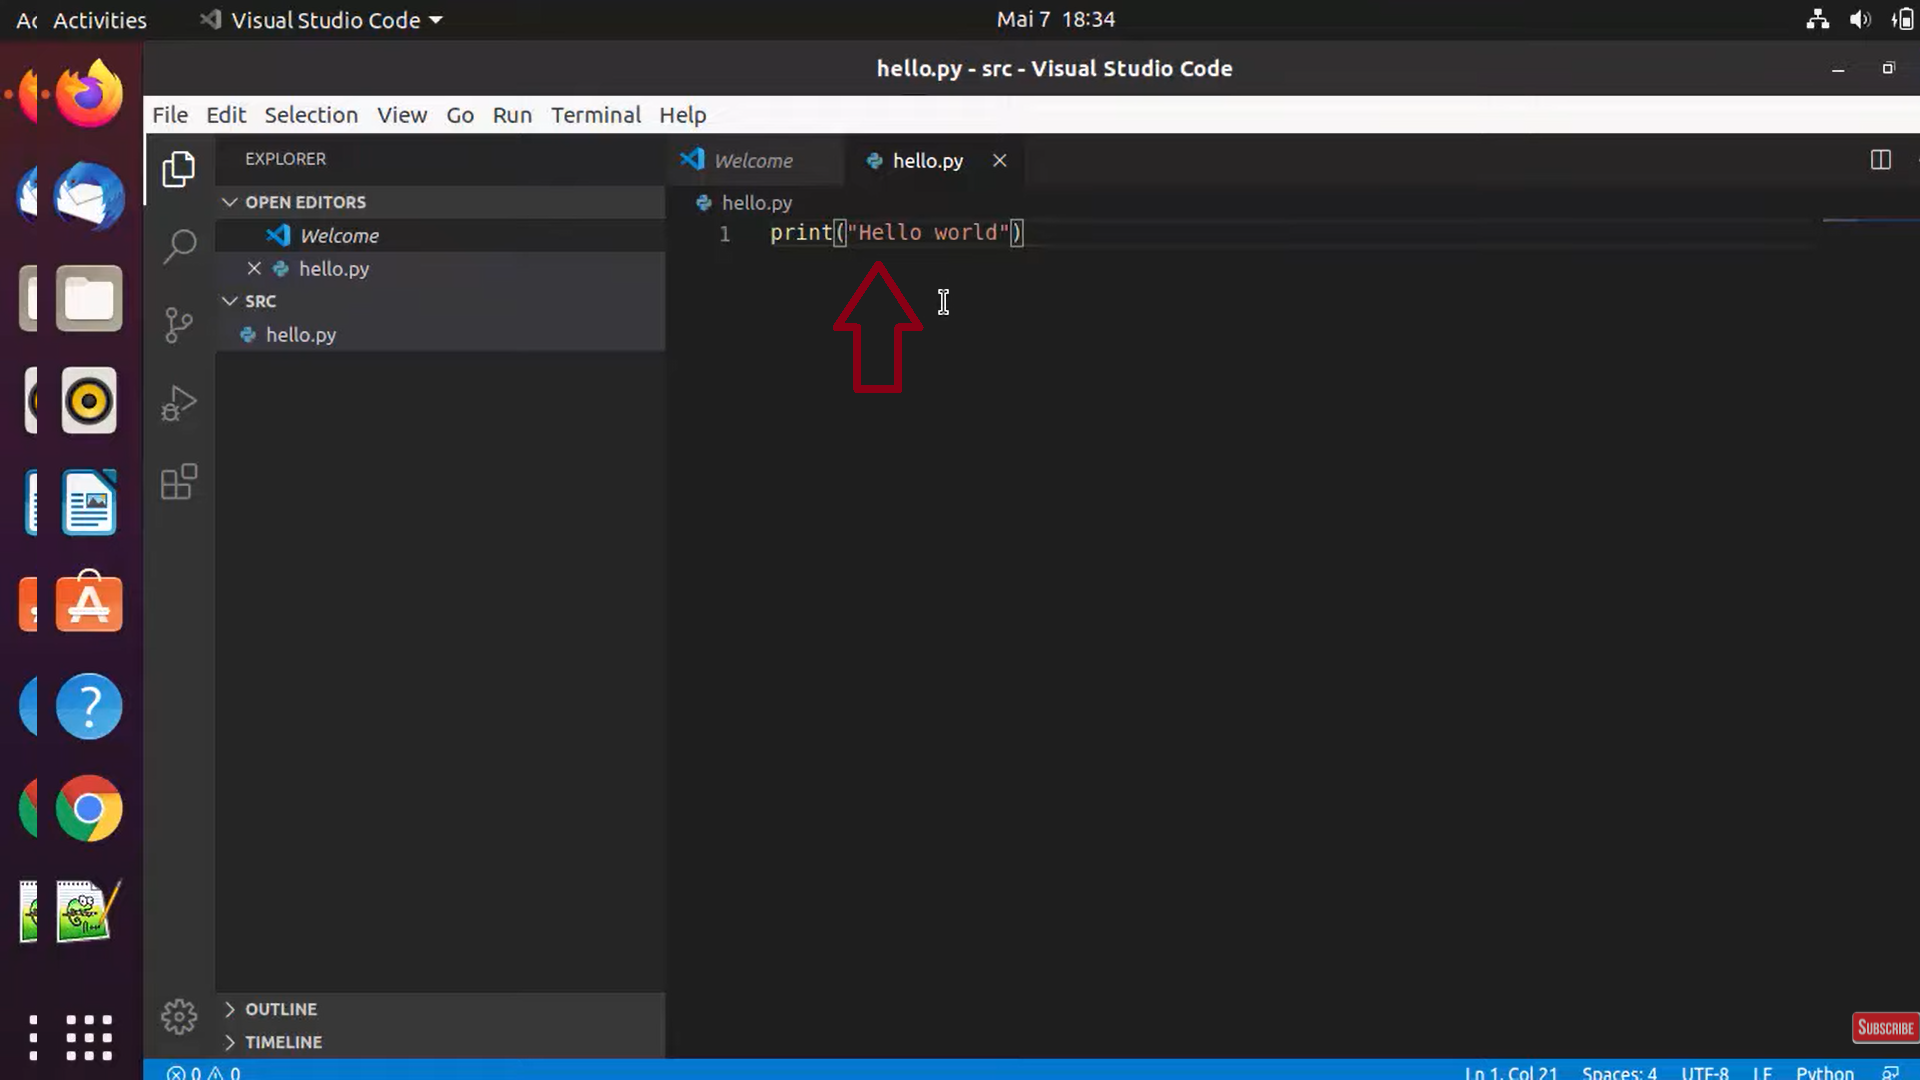 Ac Activities Visual Studio Code Mai 7 18:34
hello.py - src - Visual Studio Code
File Edit Selection View Go Run Terminal Help
EXPLORER
Welcome hello.py
OPEN EDITORS
hello.py
Welcome
1 print("Hello world")
hello.py
SRC
hello.py
OUTLINE
SUBSCRIBE
TIMELINE
0 0 Ln 1, Col 21 Spaces: 4 UTF-8 LF Python